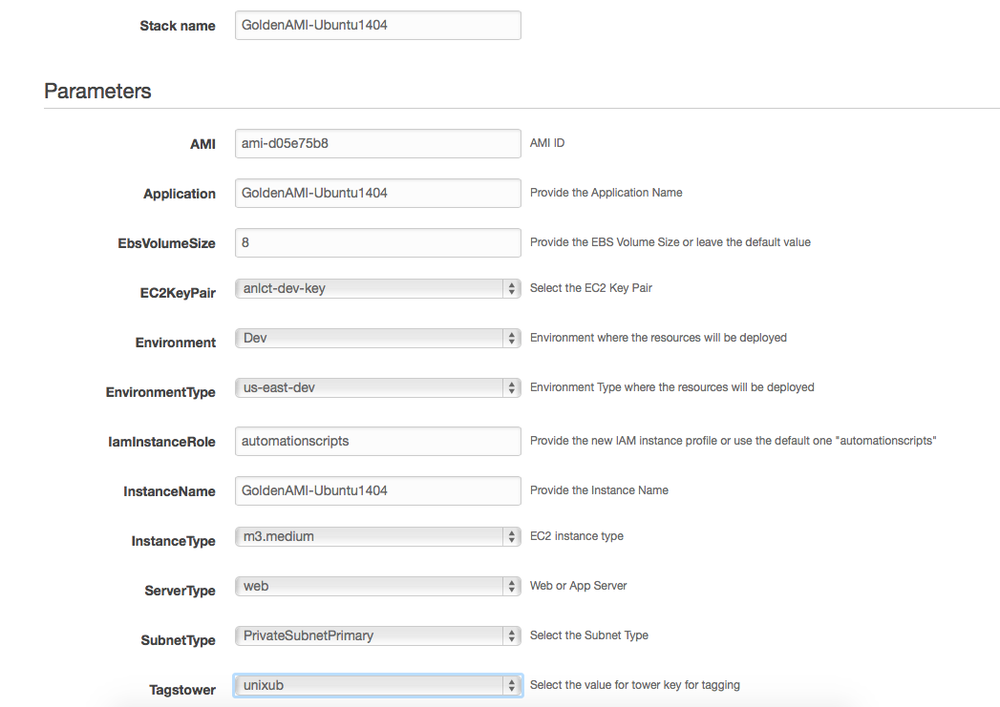 Stack name GoldenAMI-Ubuntu1404
Parameters
AMI ami-d05e75b8 AMI ID
Application GoldenAMI-Ubuntu1404 Provide the Application Name
EbsVolumeSize 8 Provide the EBS Volume Size or leave the default value
EC2KeyPair anlct-dev-key Select the EC2 Key Pair
Environment Dev Environment where the resources will be deployed
EnvironmentType us-east-dev Environment Type where the resources will be deployed
IamInstanceRole automationscripts Provide the new IAM instance profile or use the default one "automationscripts"
InstanceName GoldenAMI-Ubuntu1404 Provide the Instance Name
InstanceType m3.medium EC2 instance type
ServerType web Web or App Server
SubnetType PrivateSubnetPrimary Select the Subnet Type
Tagstower unixub Select the value for tower key for tagging